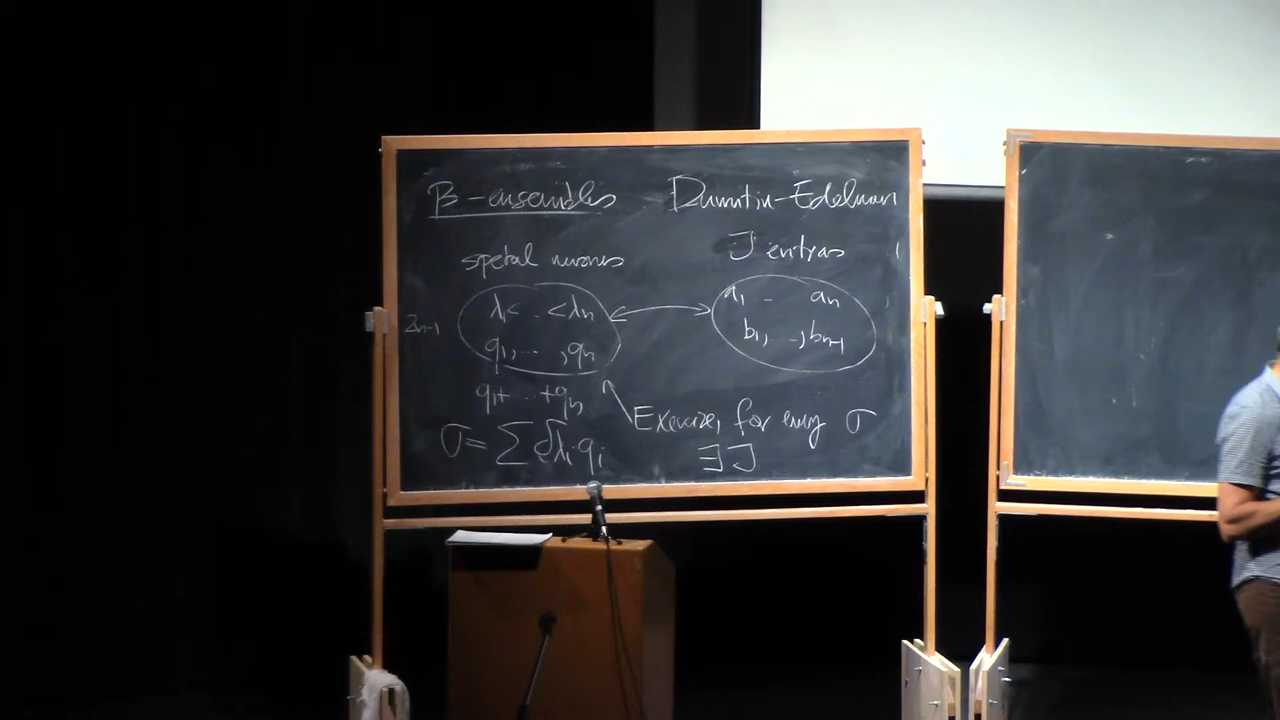 β-ensembles
Dumitriu-Edelman
spectral measures
J entries
λ₁< .. <λn
a₁ .. an
2n-1
q₁, ... , qn
b₁, .., bn-1
q₁+ ... +qn
Exercise, for every σ
σ= Σ δλi qi
∃ J